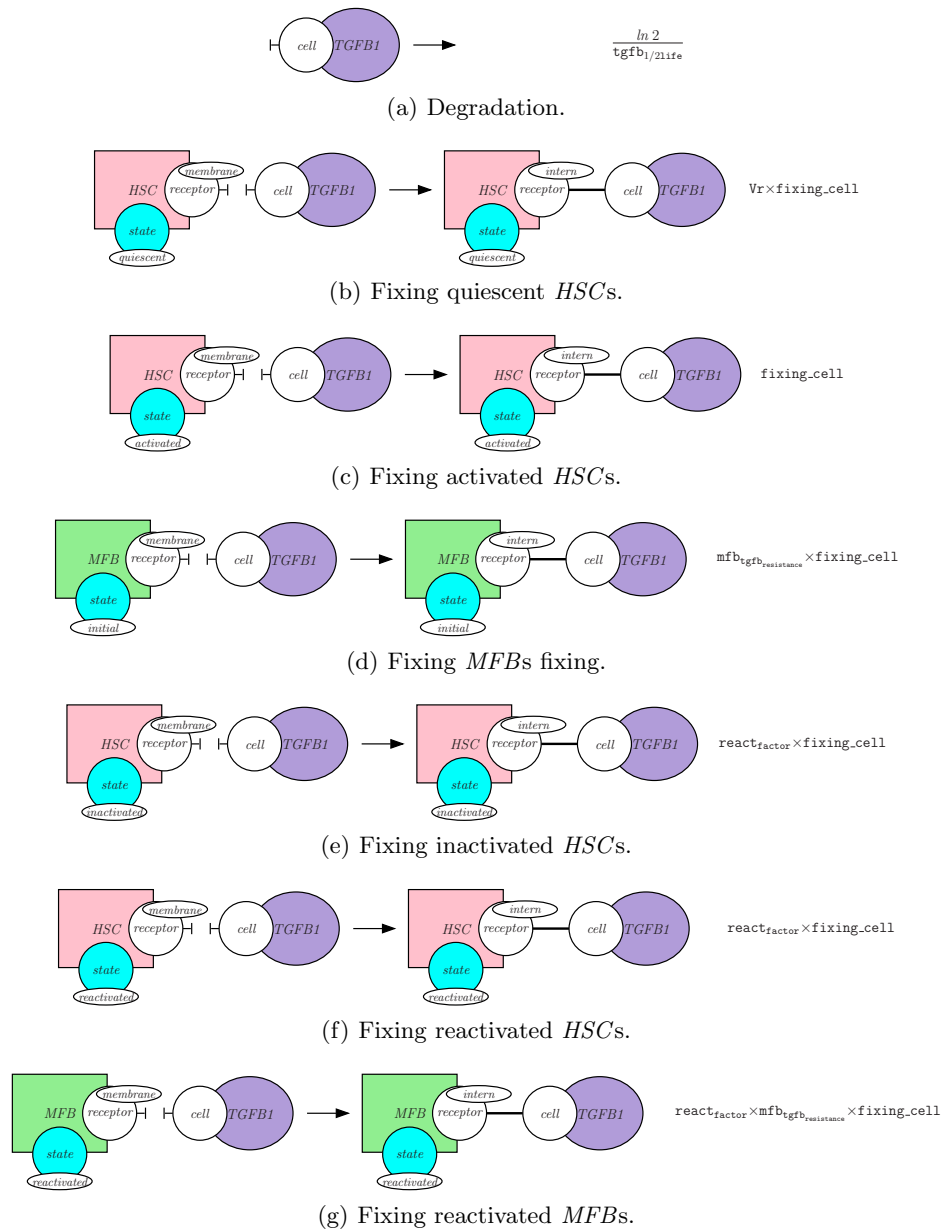 cell TGFB1 ln 2 / tgfb1/2life
(a) Degradation.
membrane intern
HSC receptor cell TGFB1 HSC receptor cell TGFB1 Vr×fixing_cell
state state
quiescent quiescent
(b) Fixing quiescent HSCs.
membrane intern
HSC receptor cell TGFB1 HSC receptor cell TGFB1 fixing_cell
state state
activated activated
(c) Fixing activated HSCs.
membrane intern
MFB receptor cell TGFB1 MFB receptor cell TGFB1 mfbtgfbresistance×fixing_cell
state state
initial initial
(d) Fixing MFBs fixing.
membrane intern
HSC receptor cell TGFB1 HSC receptor cell TGFB1 reactfactor×fixing_cell
state state
inactivated inactivated
(e) Fixing inactivated HSCs.
membrane intern
HSC receptor cell TGFB1 HSC receptor cell TGFB1 reactfactor×fixing_cell
state state
reactivated reactivated
(f) Fixing reactivated HSCs.
membrane intern
MFB receptor cell TGFB1 MFB receptor cell TGFB1 reactfactor×mfbtgfbresistance×fixing_cell
state state
reactivated reactivated
(g) Fixing reactivated MFBs.